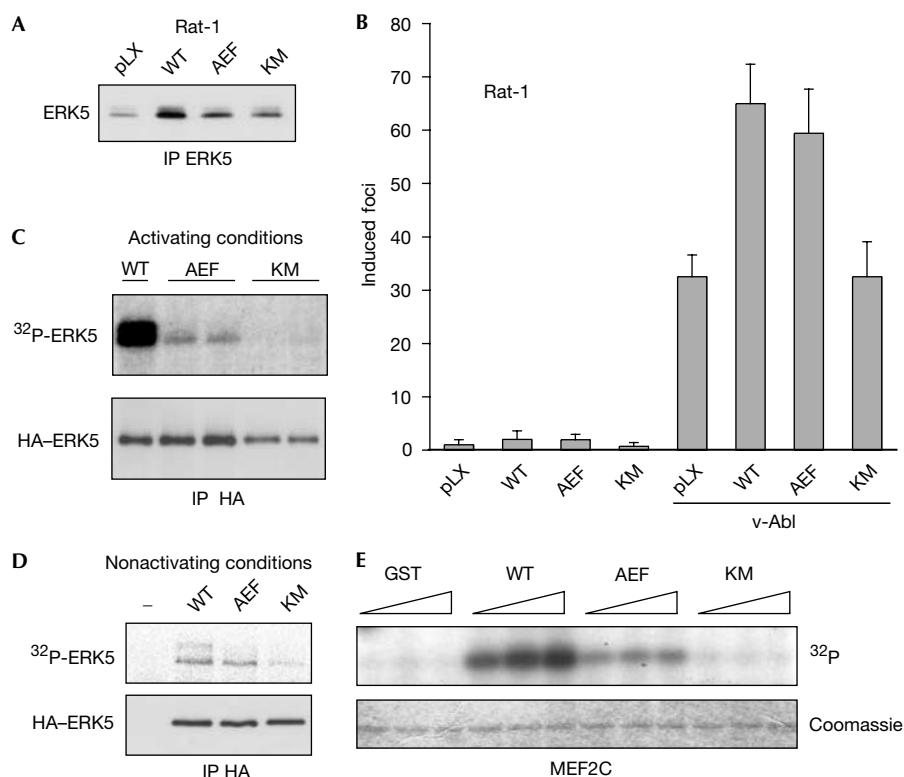 A
Rat-1
pLX WT AEF KM
ERK5
IP ERK5
B
80
70
60
50
40
30
20
10
0
Induced foci
Rat-1
pLX WT AEF KM pLX WT AEF KM
v-Abl
C
Activating conditions
WT AEF KM
32P-ERK5
HA–ERK5
IP HA
D
Nonactivating conditions
– WT AEF KM
32P-ERK5
HA–ERK5
IP HA
E
GST WT AEF KM
32P
Coomassie
MEF2C